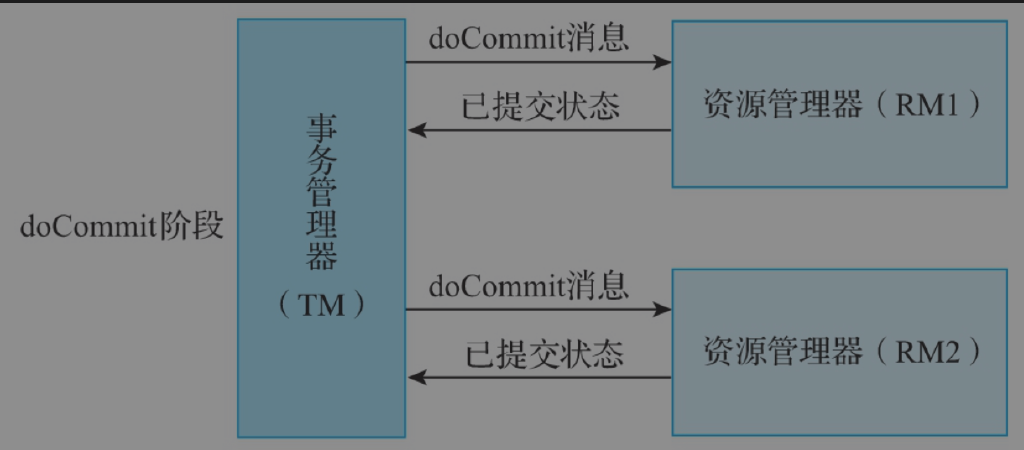 doCommit消息
已提交状态
资源管理器（RM1）
事务管理器
（TM）
doCommit阶段
doCommit消息
已提交状态
资源管理器（RM2）